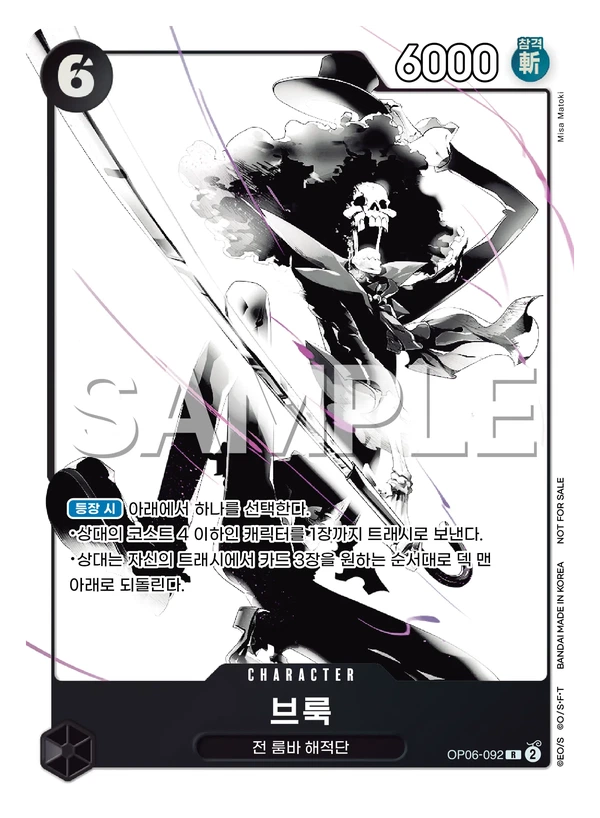 6
6000
참격
斬
Misa Matoki
SAMPLE
등장 시 아래에서 하나를 선택한다.
•상대의 코스트 4 이하인 캐릭터를 1장까지 트래시로 보낸다.
•상대는 자신의 트래시에서 카드 3장을 원하는 순서대로 덱 맨
아래로 되돌린다.
CHARACTER
브룩
전 룸바 해적단
OP06-092 R 2
©EO/S ©O/S•F•T BANDAI MADE IN KOREA NOT FOR SALE